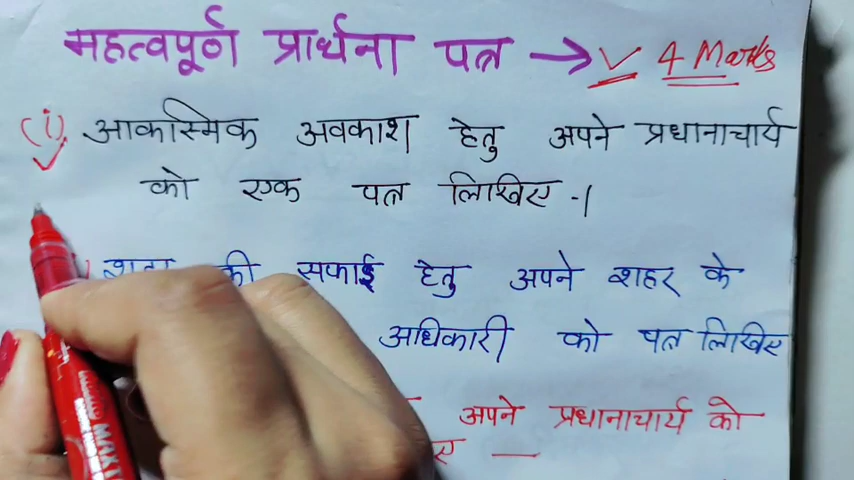 महत्वपूर्ण प्रार्थना पत्र → 4 Marks
(i) आकस्मिक अवकाश हेतु अपने प्रधानाचार्य
को एक पत्र लिखिए -।
की सफाई हेतु अपने शहर के
अधिकारी को पत्र लिखिए
अपने प्रधानाचार्य को
—